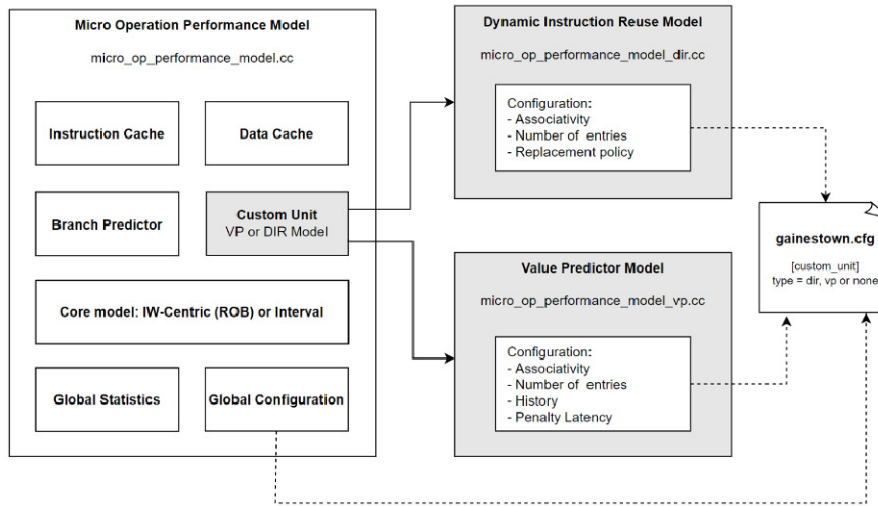 Micro Operation Performance Model
micro_op_performance_model.cc
Instruction Cache
Data Cache
Branch Predictor
Custom Unit
VP or DIR Model
Core model: IW-Centric (ROB) or Interval
Global Statistics
Global Configuration
Dynamic Instruction Reuse Model
micro_op_performance_model_dir.cc
Configuration:
- Associativity
- Number of entries
- Replacement policy
Value Predictor Model
micro_op_performance_model_vp.cc
Configuration:
- Associativity
- Number of entries
- History
- Penalty Latency
gainestown.cfg
[custom_unit]
type = dir, vp or none